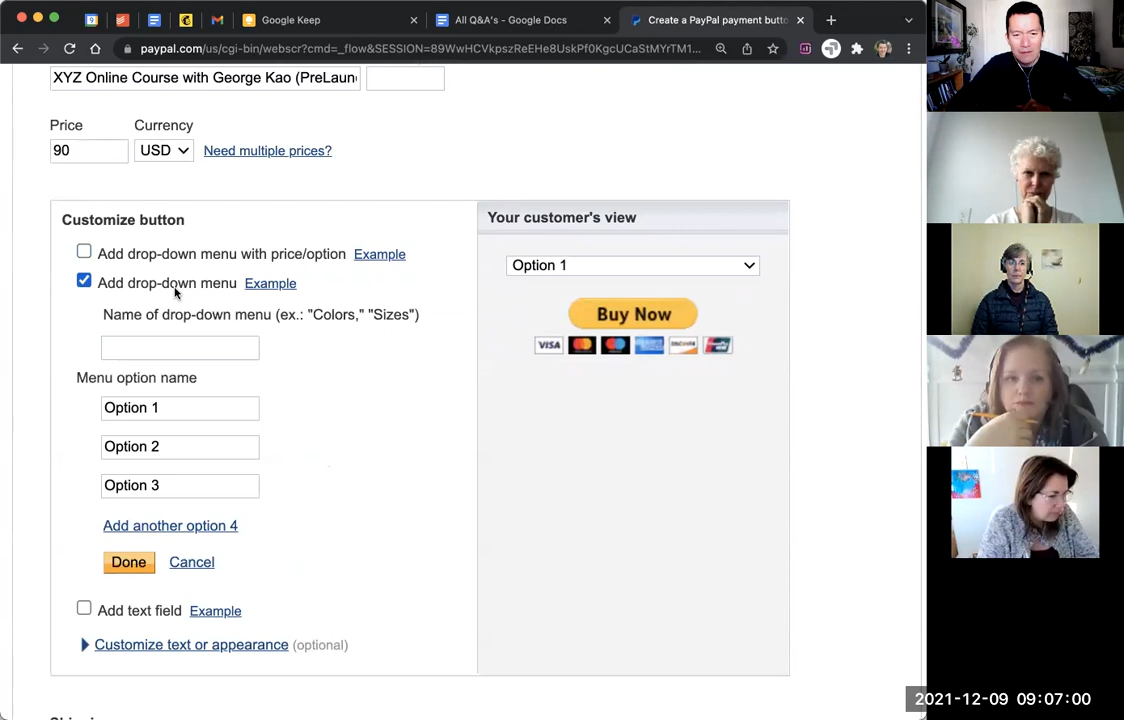 Google Keep
All Q&A's - Google Docs
Create a PayPal payment butto
paypal.com/us/cgi-bin/webscr?cmd=_flow&SESSION=89WwHCVkpszReEHe8UskPf0KgcUCaStMYrTM1...
XYZ Online Course with George Kao (PreLaun
Price
Currency
90
USD
Need multiple prices?
Customize button
Your customer's view
Add drop-down menu with price/option Example
Option 1
Add drop-down menu Example
Name of drop-down menu (ex.: "Colors," "Sizes")
Buy Now
VISA
Menu option name
Option 1
Option 2
Option 3
Add another option 4
Done Cancel
Add text field Example
Customize text or appearance (optional)
2021-12-09 09:07:00